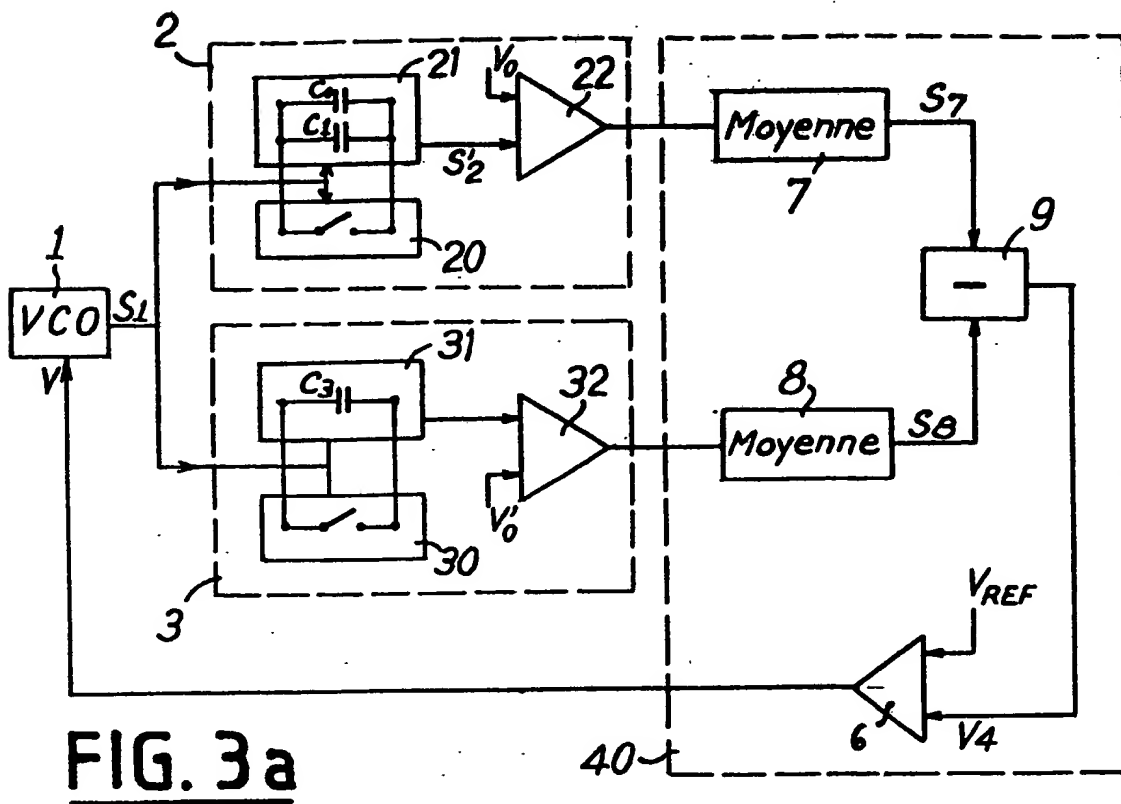 2
21
C₀
C1
S'2
V₀
22
20
Moyenne
7
S7
9
−
1
VCO
S1
V
31
C3
32
V'₀
30
3
8
Moyenne
S8
VREF
−
6
V4
40
FIG. 3a